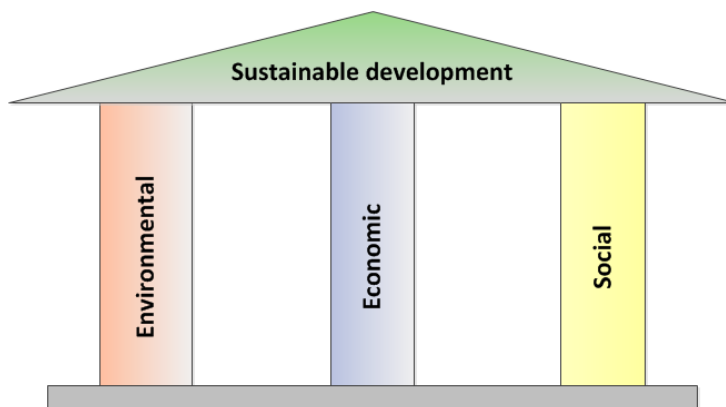 Sustainable development
Environmental
Economic
Social